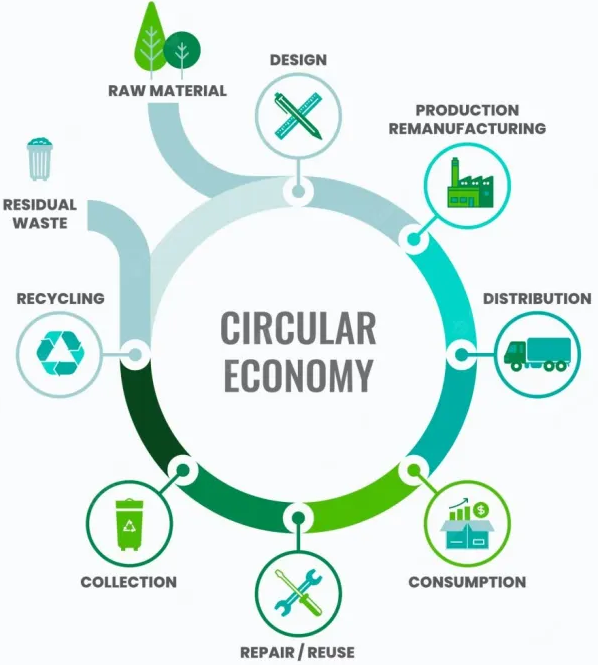 RAW MATERIAL
DESIGN
PRODUCTION
REMANUFACTURING
RESIDUAL
WASTE
RECYCLING
DISTRIBUTION
CIRCULAR
ECONOMY
$
COLLECTION
CONSUMPTION
REPAIR / REUSE